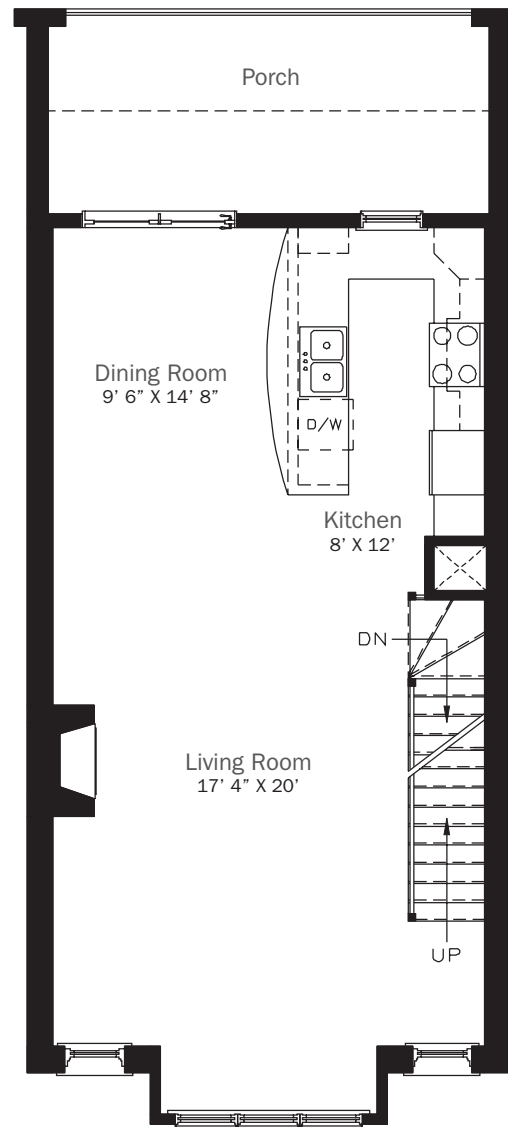 Porch
Dining Room
9’ 6” X 14’ 8”
D/W
Kitchen
8’ X 12’
DN
Living Room
17’ 4” X 20’
UP